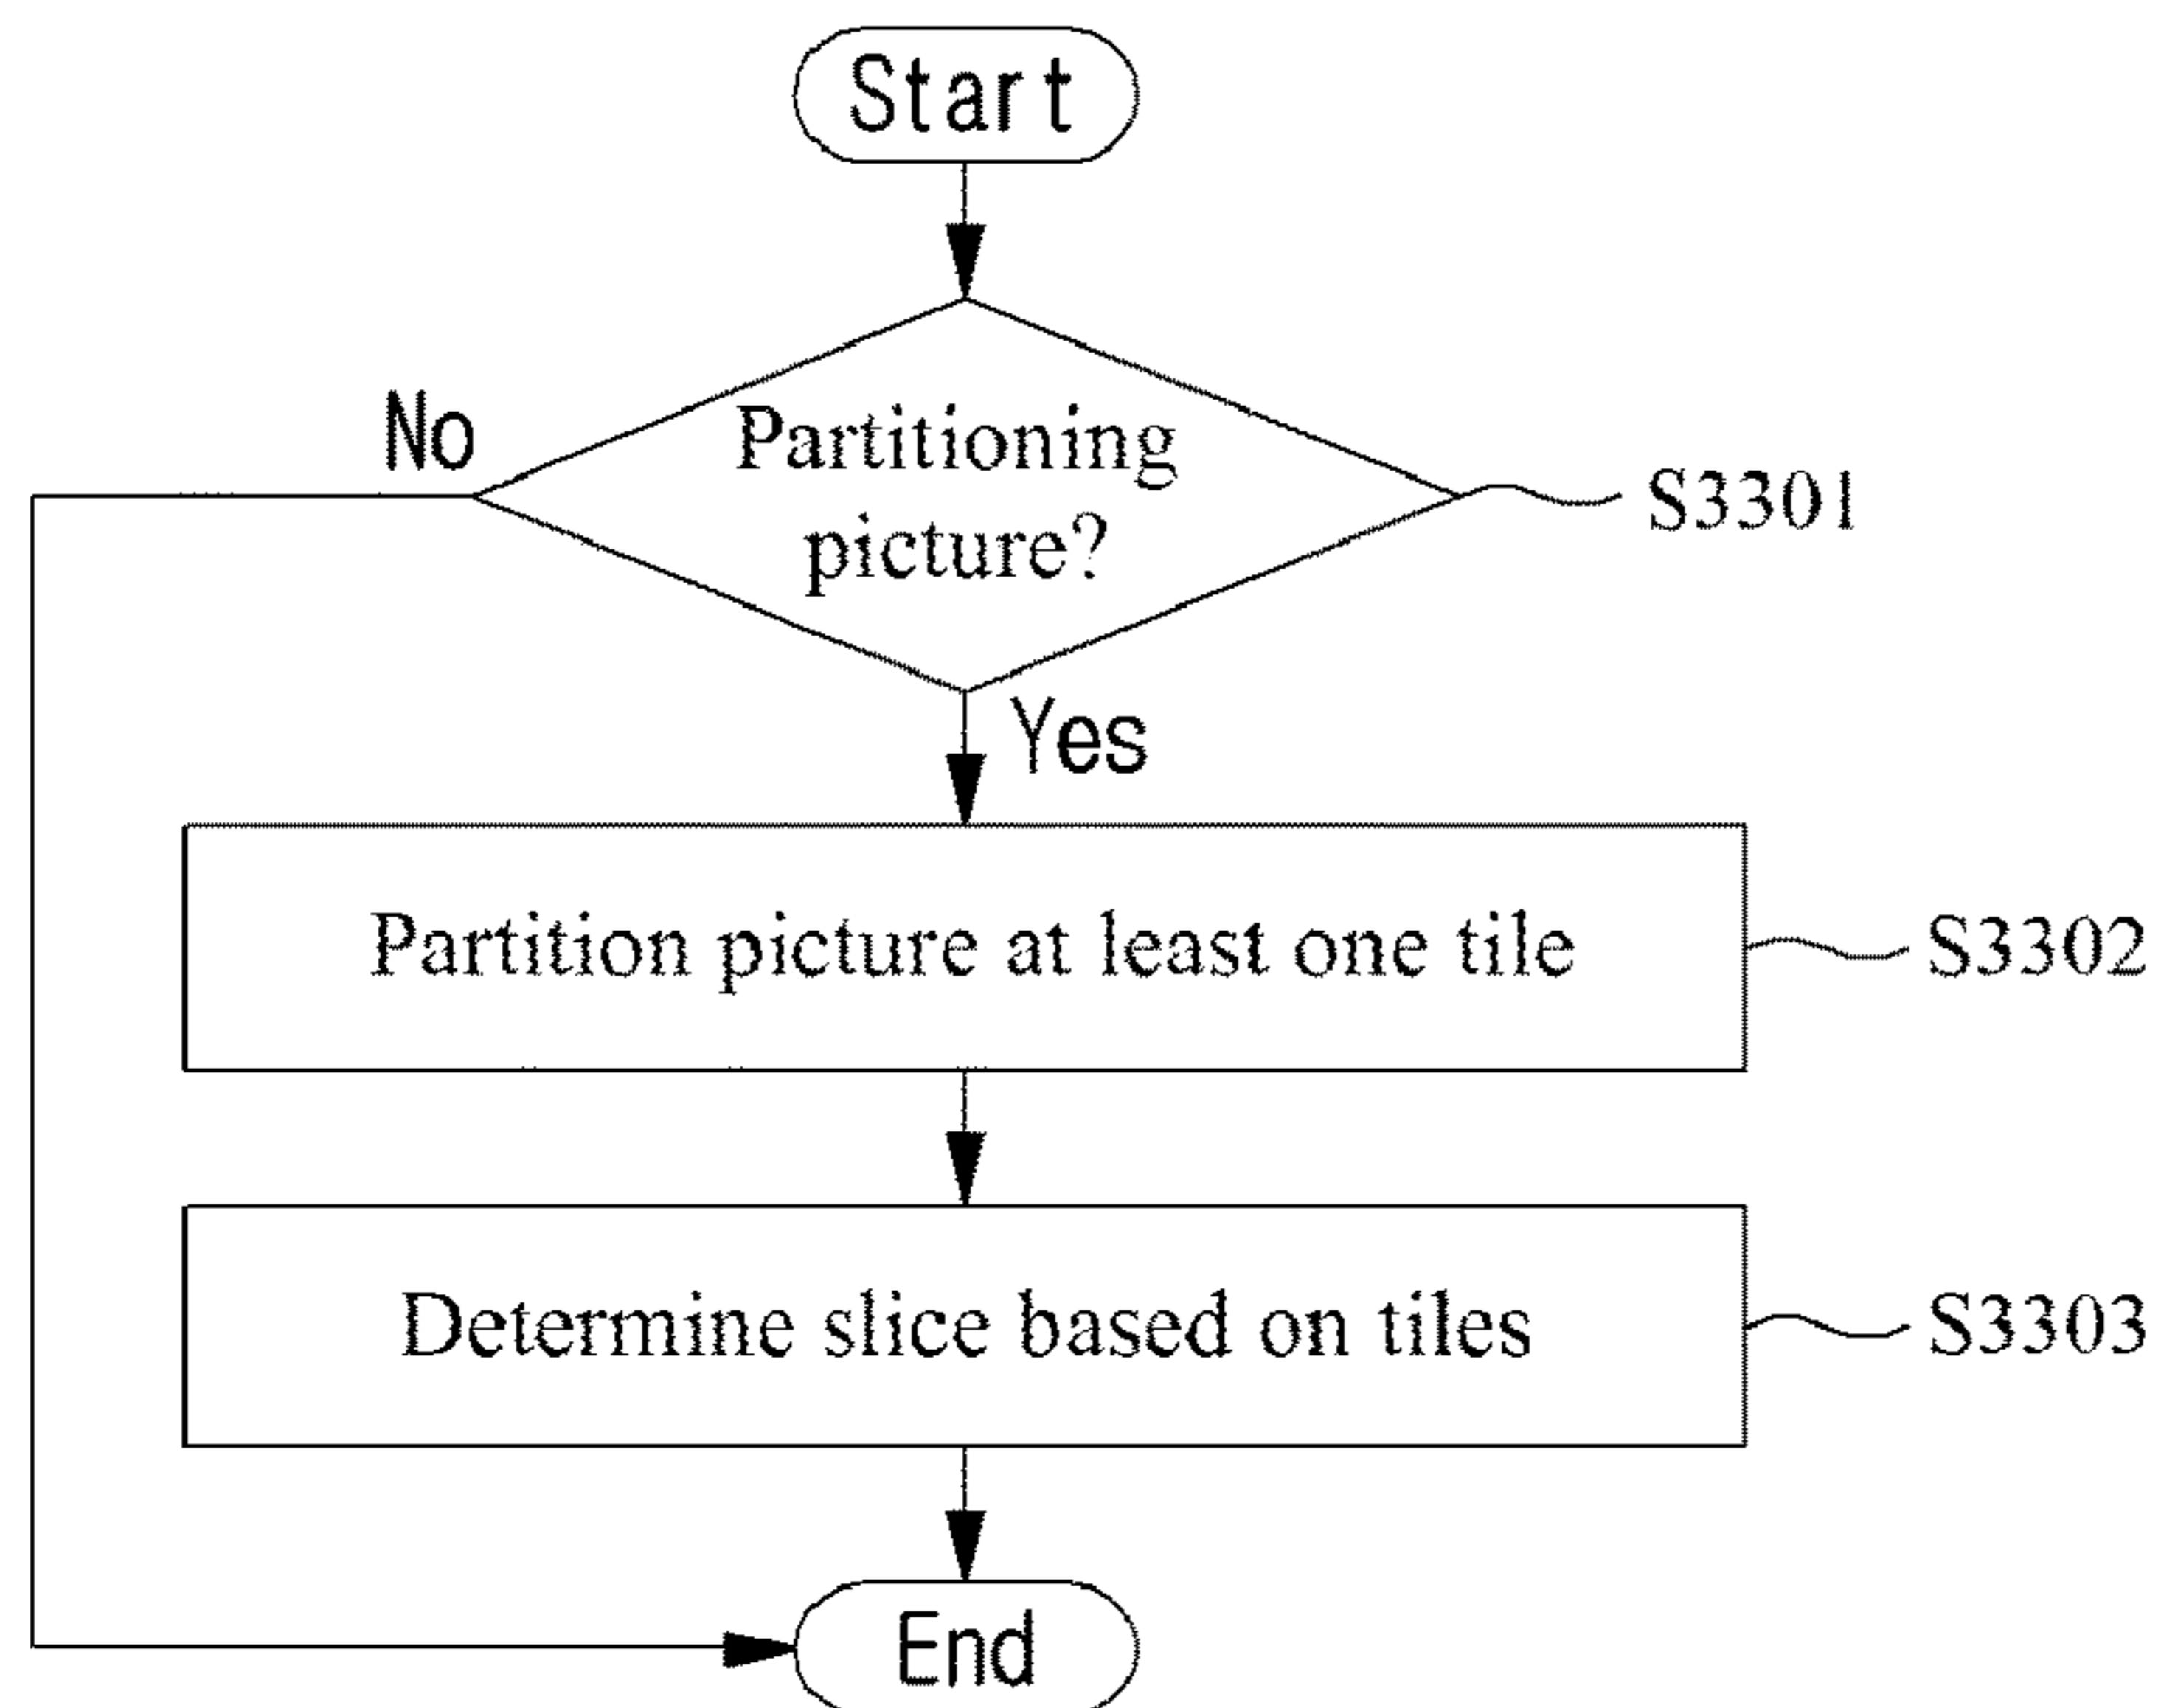 Start
No
Partitioning
picture?
S3301
Yes
Partition picture at least one tile
S3302
Determine slice based on tiles
S3303
End